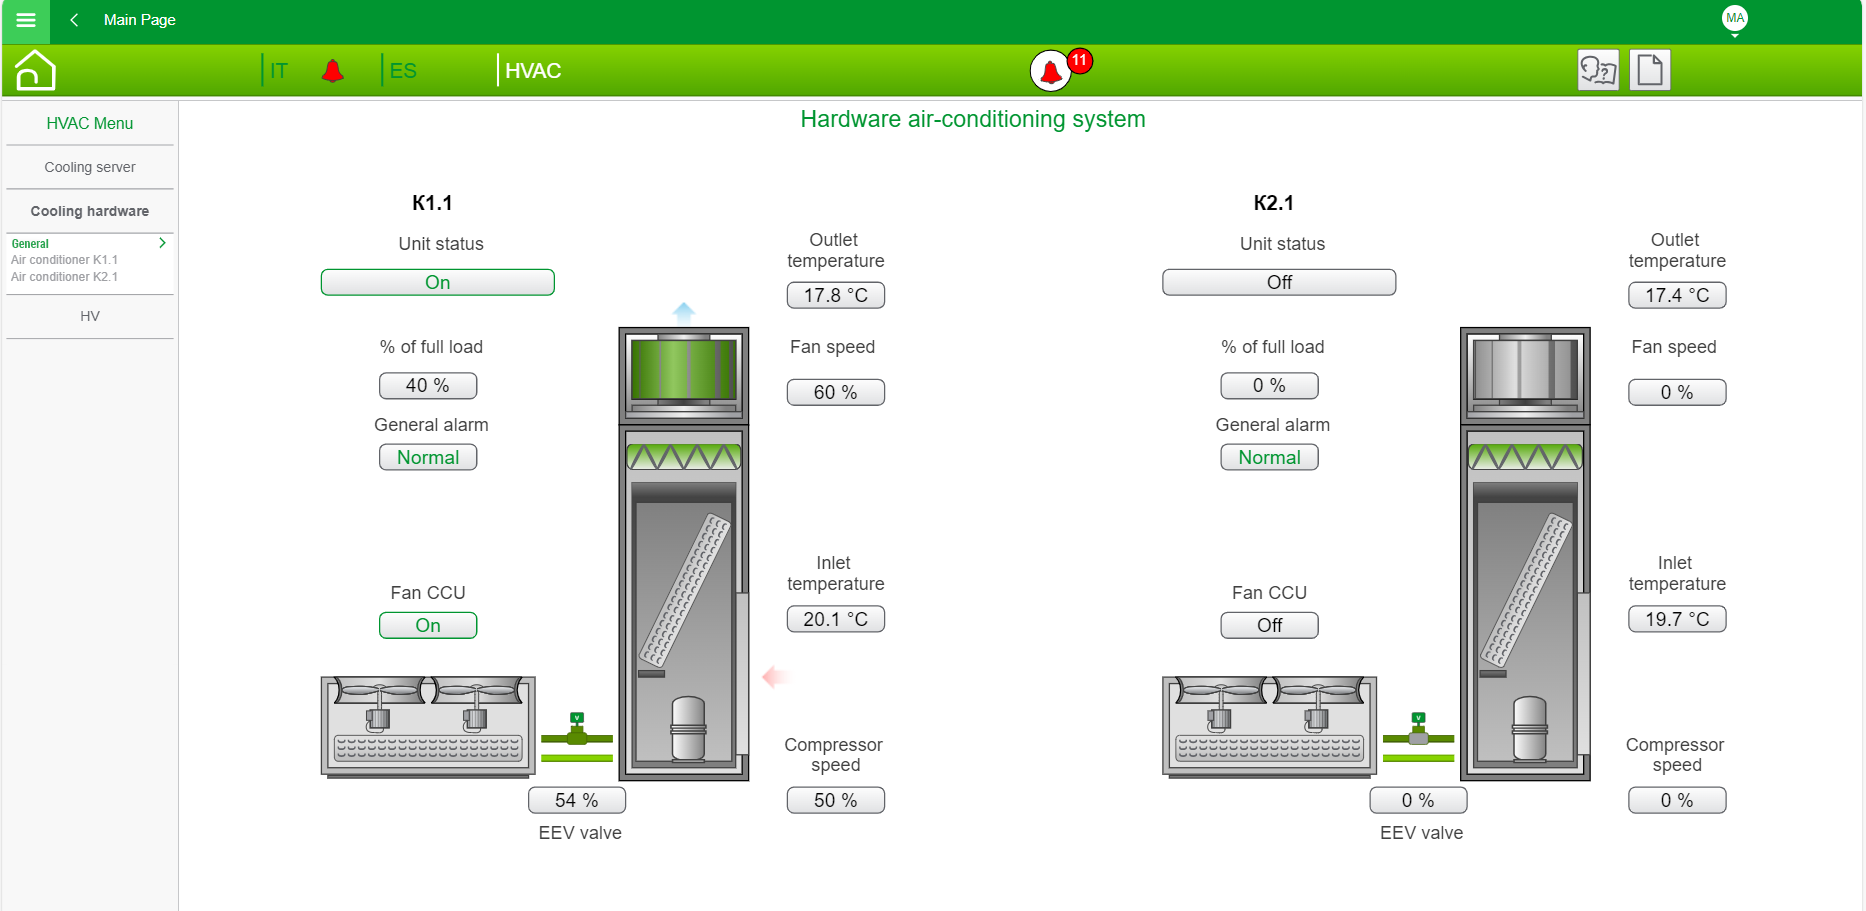 Main Page
MA
IT
ES
HVAC
11
HVAC Menu
Cooling server
Cooling hardware
General
Air conditioner K1.1
Air conditioner K2.1
HV
Hardware air-conditioning system
K1.1
Unit status
On
% of full load
40 %
General alarm
Normal
Fan CCU
On
Outlet
temperature
17.8 °C
Fan speed
60 %
Inlet
temperature
20.1 °C
Compressor
speed
50 %
V
54 %
EEV valve
K2.1
Unit status
Off
% of full load
0 %
General alarm
Normal
Fan CCU
Off
Outlet
temperature
17.4 °C
Fan speed
0 %
Inlet
temperature
19.7 °C
Compressor
speed
0 %
V
0 %
EEV valve